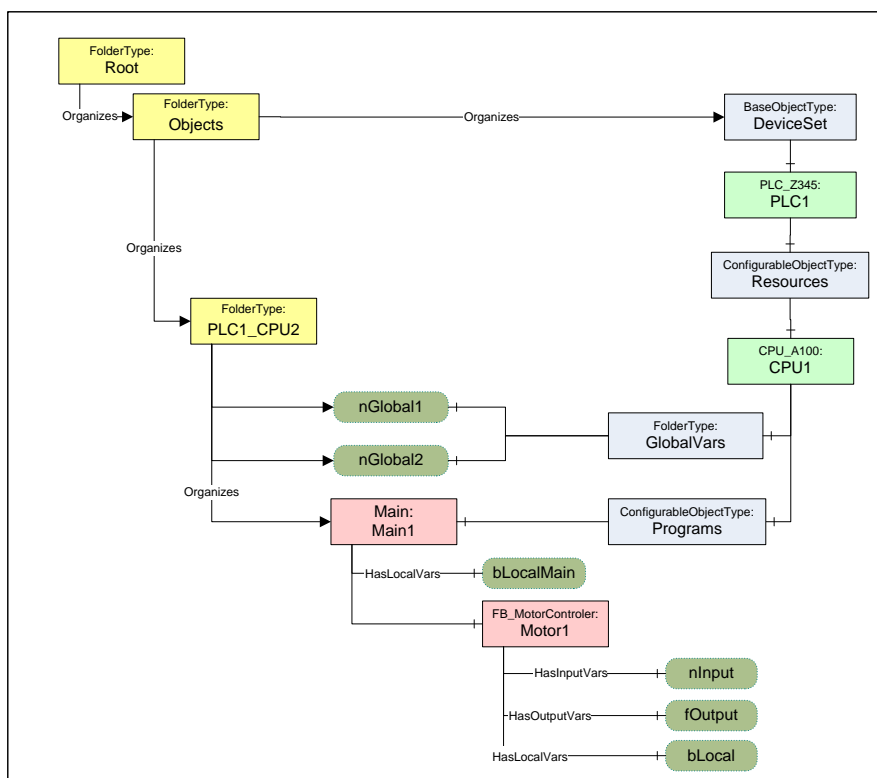 FolderType:
Root
Organizes
FolderType:
Objects
Organizes
BaseObjectType:
DeviceSet
PLC_Z345:
PLC1
Organizes
ConfigurableObjectType:
Resources
FolderType:
PLC1_CPU2
CPU_A100:
CPU1
nGlobal1
FolderType:
GlobalVars
nGlobal2
Organizes
Main:
Main1
ConfigurableObjectType:
Programs
HasLocalVars
bLocalMain
FB_MotorControler:
Motor1
HasInputVars
nInput
HasOutputVars
fOutput
HasLocalVars
bLocal